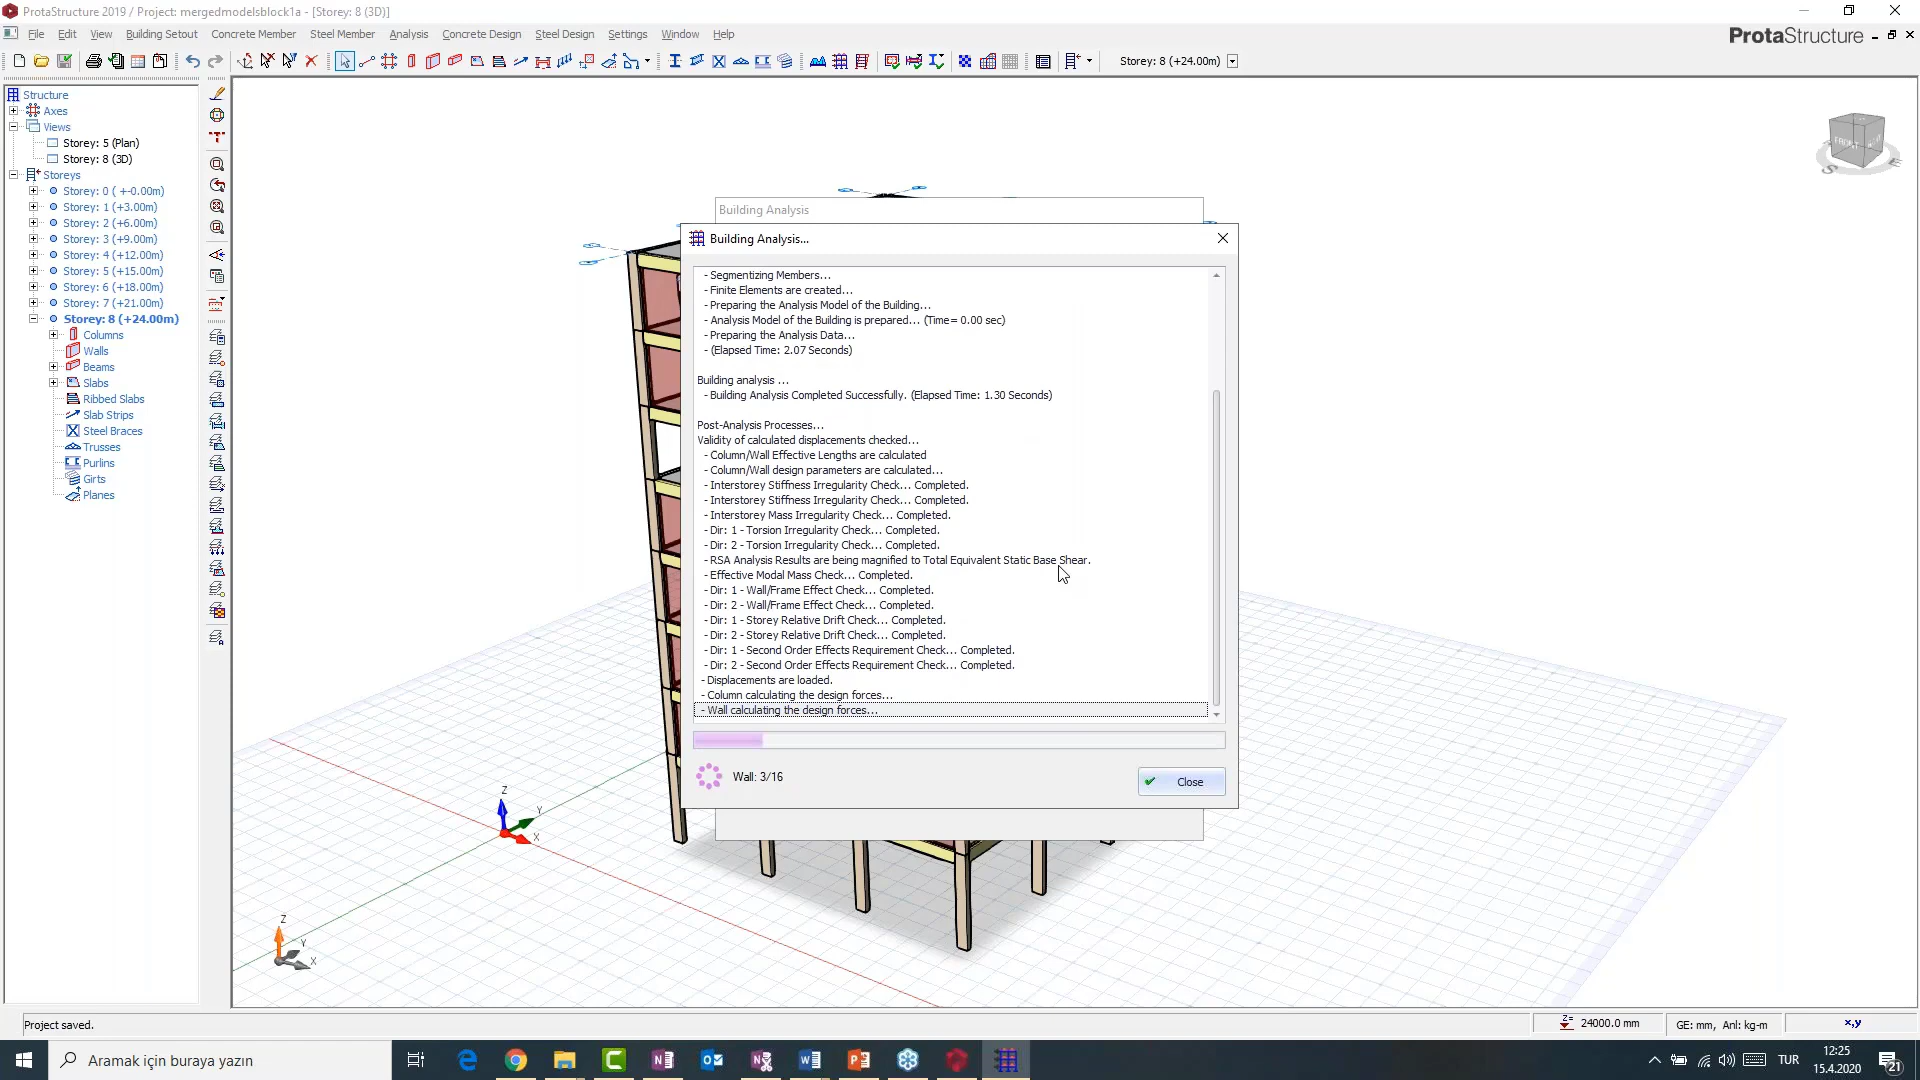 ProtaStructure 2019 / Project: mergedmodelsblock1a - [Storey: 8 (3D)]
File Edit View Building Setout Concrete Member Steel Member Analysis Concrete Design Steel Design Settings Window Help
ProtaStructure
Storey: 8 (+24.00m)
Structure
Axes
Views
Storey: 5 (Plan)
Storey: 8 (3D)
Storeys
Storey: 0 ( +-0.00m)
Storey: 1 (+3.00m)
Storey: 2 (+6.00m)
Storey: 3 (+9.00m)
Storey: 4 (+12.00m)
Storey: 5 (+15.00m)
Storey: 6 (+18.00m)
Storey: 7 (+21.00m)
Storey: 8 (+24.00m)
Columns
Walls
Beams
Slabs
Ribbed Slabs
Slab Strips
Steel Braces
Trusses
Purlins
Girts
Planes
FRONT
S
E
Building Analysis
Building Analysis...
- Segmentizing Members...
- Finite Elements are created...
- Preparing the Analysis Model of the Building...
- Analysis Model of the Building is prepared... (Time= 0.00 sec)
- Preparing the Analysis Data...
- (Elapsed Time: 2.07 Seconds)
Building analysis ...
- Building Analysis Completed Successfully. (Elapsed Time: 1.30 Seconds)
Post-Analysis Processes...
Validity of calculated displacements checked...
- Column/Wall Effective Lengths are calculated
- Column/Wall design parameters are calculated...
- Interstorey Stiffness Irregularity Check... Completed.
- Interstorey Stiffness Irregularity Check... Completed.
- Interstorey Mass Irregularity Check... Completed.
- Dir: 1 - Torsion Irregularity Check... Completed.
- Dir: 2 - Torsion Irregularity Check... Completed.
- RSA Analysis Results are being magnified to Total Equivalent Static Base Shear.
- Effective Modal Mass Check... Completed.
- Dir: 1 - Wall/Frame Effect Check... Completed.
- Dir: 2 - Wall/Frame Effect Check... Completed.
- Dir: 1 - Storey Relative Drift Check... Completed.
- Dir: 2 - Storey Relative Drift Check... Completed.
- Dir: 1 - Second Order Effects Requirement Check... Completed.
- Dir: 2 - Second Order Effects Requirement Check... Completed.
- Displacements are loaded.
- Column calculating the design forces...
- Wall calculating the design forces...
Wall: 3/16
Close
Z
Y
X
Z
Y
X
Project saved.
Z= 24000.0 mm
GE: mm, Anl: kg-m
x,y
Aramak için buraya yazın
TUR
12:25
15.4.2020
21